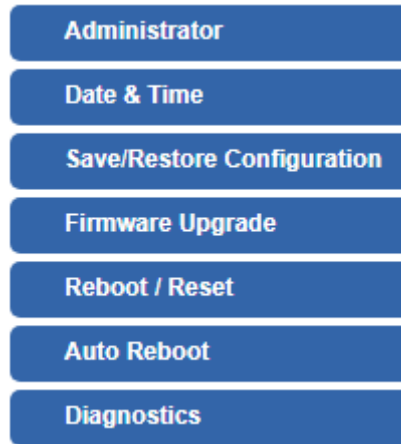 Administrator
Date & Time
Save/Restore Configuration
Firmware Upgrade
Reboot / Reset
Auto Reboot
Diagnostics